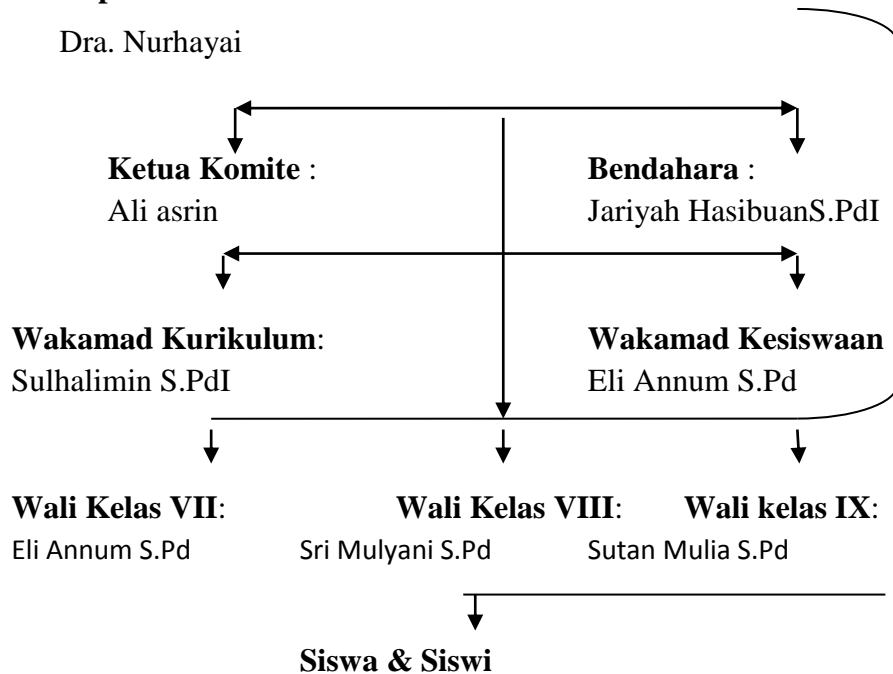 Dra. Nurhayai
Ketua Komite : Bendahara :
Ali asrin Jariyah HasibuanS.PdI
Wakamad Kurikulum: Wakamad Kesiswaan
Sulhalimin S.PdI Eli Annum S.Pd
Wali Kelas VII: Wali Kelas VIII: Wali kelas IX:
Eli Annum S.Pd Sri Mulyani S.Pd Sutan Mulia S.Pd
Siswa & Siswi